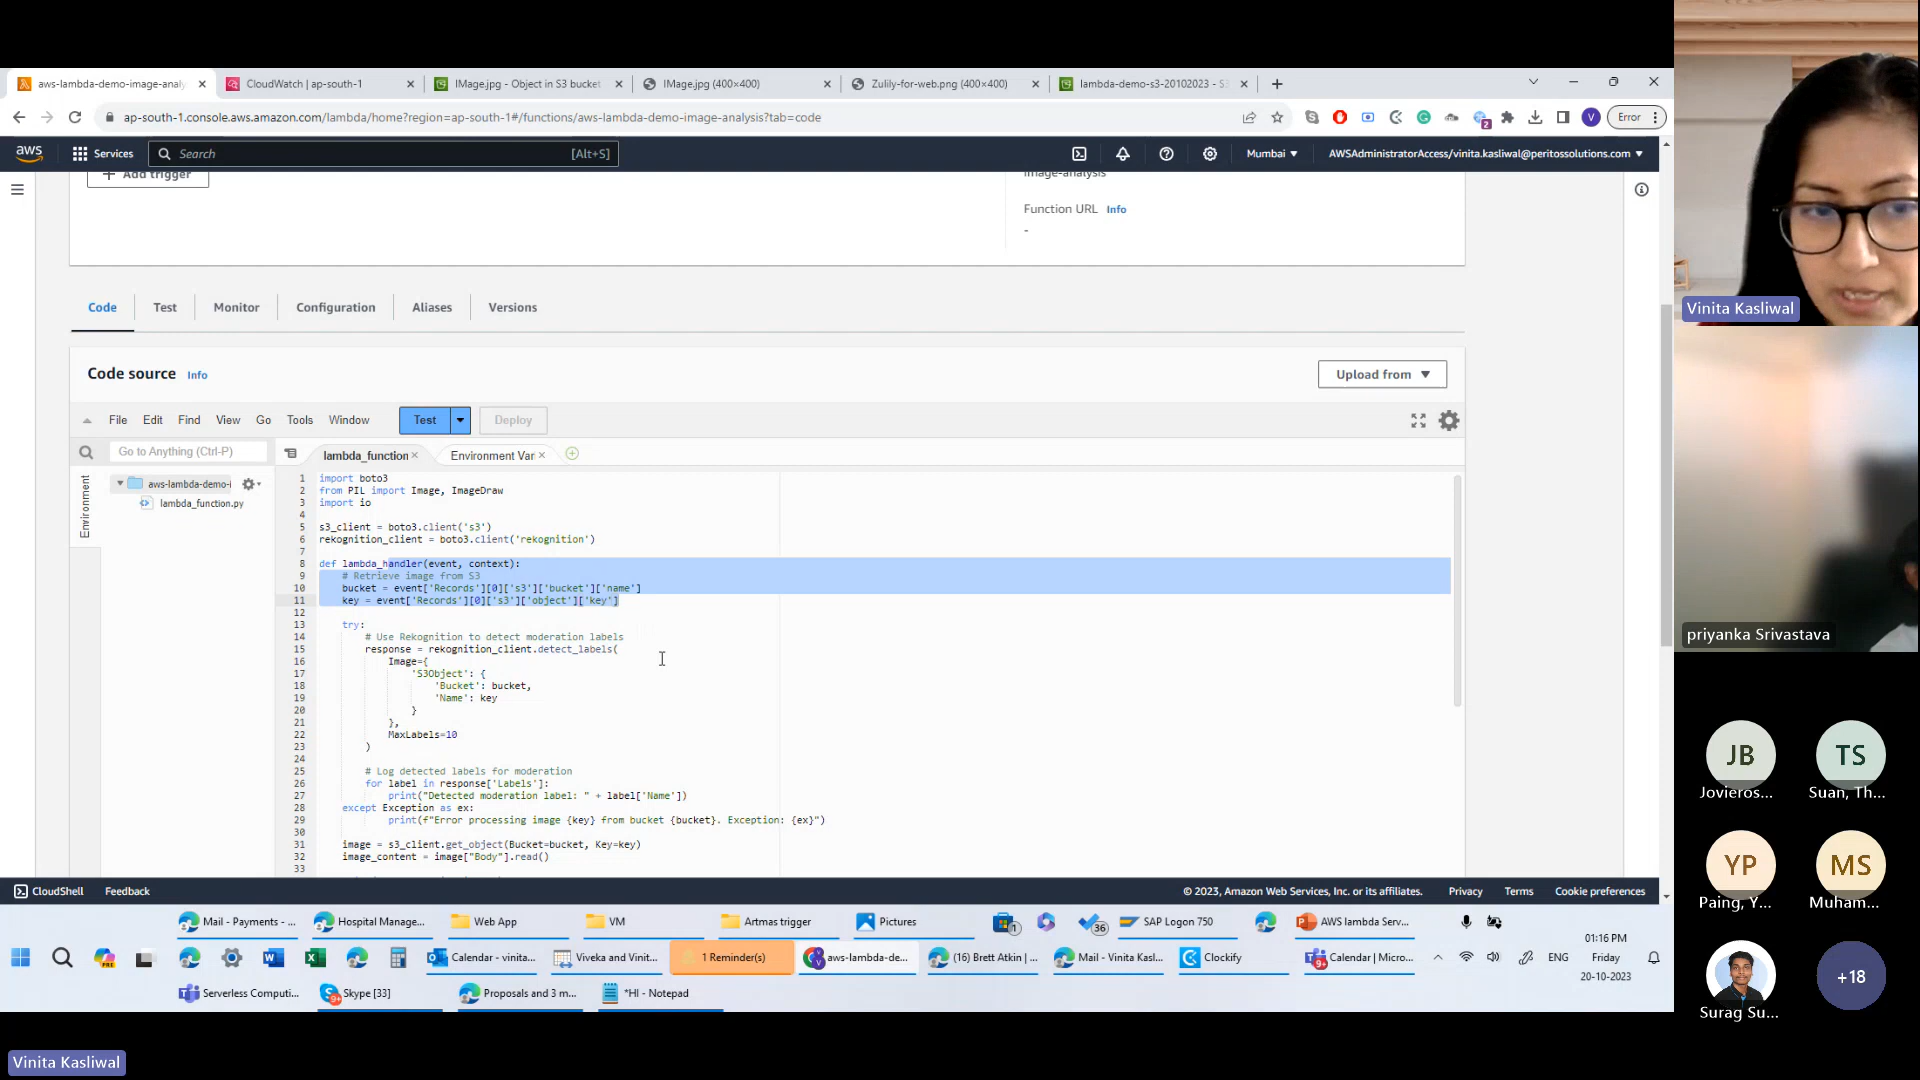 aws-lambda-demo-image-analy
CloudWatch | ap-south-1
IMage.jpg - Object in S3 bucket
IMage.jpg (400×400)
Zulily-for-web.png (400×400)
lambda-demo-s3-20102023 - S3
ap-south-1.console.aws.amazon.com/lambda/home?region=ap-south-1#/functions/aws-lambda-demo-image-analysis?tab=code
2
V
Error
aws
Services
Search
[Alt+S]
Mumbai
AWSAdministratorAccess/vinita.kasliwal@peritossolutions.com
Add trigger
image-analysis
Function URL Info
-
Code
Test
Monitor
Configuration
Aliases
Versions
Code source Info
Upload from
File Edit Find View Go Tools Window
Test
Deploy
Go to Anything (Ctrl-P)
lambda_function
Environment Vari
Environment
aws-lambda-demo-i
lambda_function.py
1 import boto3
2 from PIL import Image, ImageDraw
3 import io
4
5 s3_client = boto3.client('s3')
6 rekognition_client = boto3.client('rekognition')
7
8 def lambda_handler(event, context):
9 # Retrieve image from S3
10 bucket = event['Records'][0]['s3']['bucket']['name']
11 key = event['Records'][0]['s3']['object']['key']
12
13 try:
14 # Use Rekognition to detect moderation labels
15 response = rekognition_client.detect_labels(
16 Image={
17 'S3Object': {
18 'Bucket': bucket,
19 'Name': key
20 }
21 },
22 MaxLabels=10
23 )
24
25 # Log detected labels for moderation
26 for label in response['Labels']:
27 print("Detected moderation label: " + label['Name'])
28 except Exception as ex:
29 print(f"Error processing image {key} from bucket {bucket}. Exception: {ex}")
30
31 image = s3_client.get_object(Bucket=bucket, Key=key)
32 image_content = image["Body"].read()
33
CloudShell
Feedback
© 2023, Amazon Web Services, Inc. or its affiliates.
Privacy
Terms
Cookie preferences
Mail - Payments - ...
Hospital Manage...
Web App
VM
Artmas trigger
Pictures
1
36
SAP Logon 750
AWS lambda Serv...
Calendar - vinita...
Viveka and Vinit...
1 Reminder(s)
aws-lambda-de...
(16) Brett Atkin | ...
Mail - Vinita Kasl...
Clockify
Calendar | Micro...
ENG
01:16 PM
Friday
20-10-2023
Serverless Computi...
Skype [33]
Proposals and 3 m...
*HI - Notepad
Vinita Kasliwal
priyanka Srivastava
JB
Jovieros...
TS
Suan, Th...
YP
Paing, Y...
MS
Muham...
Surag Su...
+18
Vinita Kasliwal